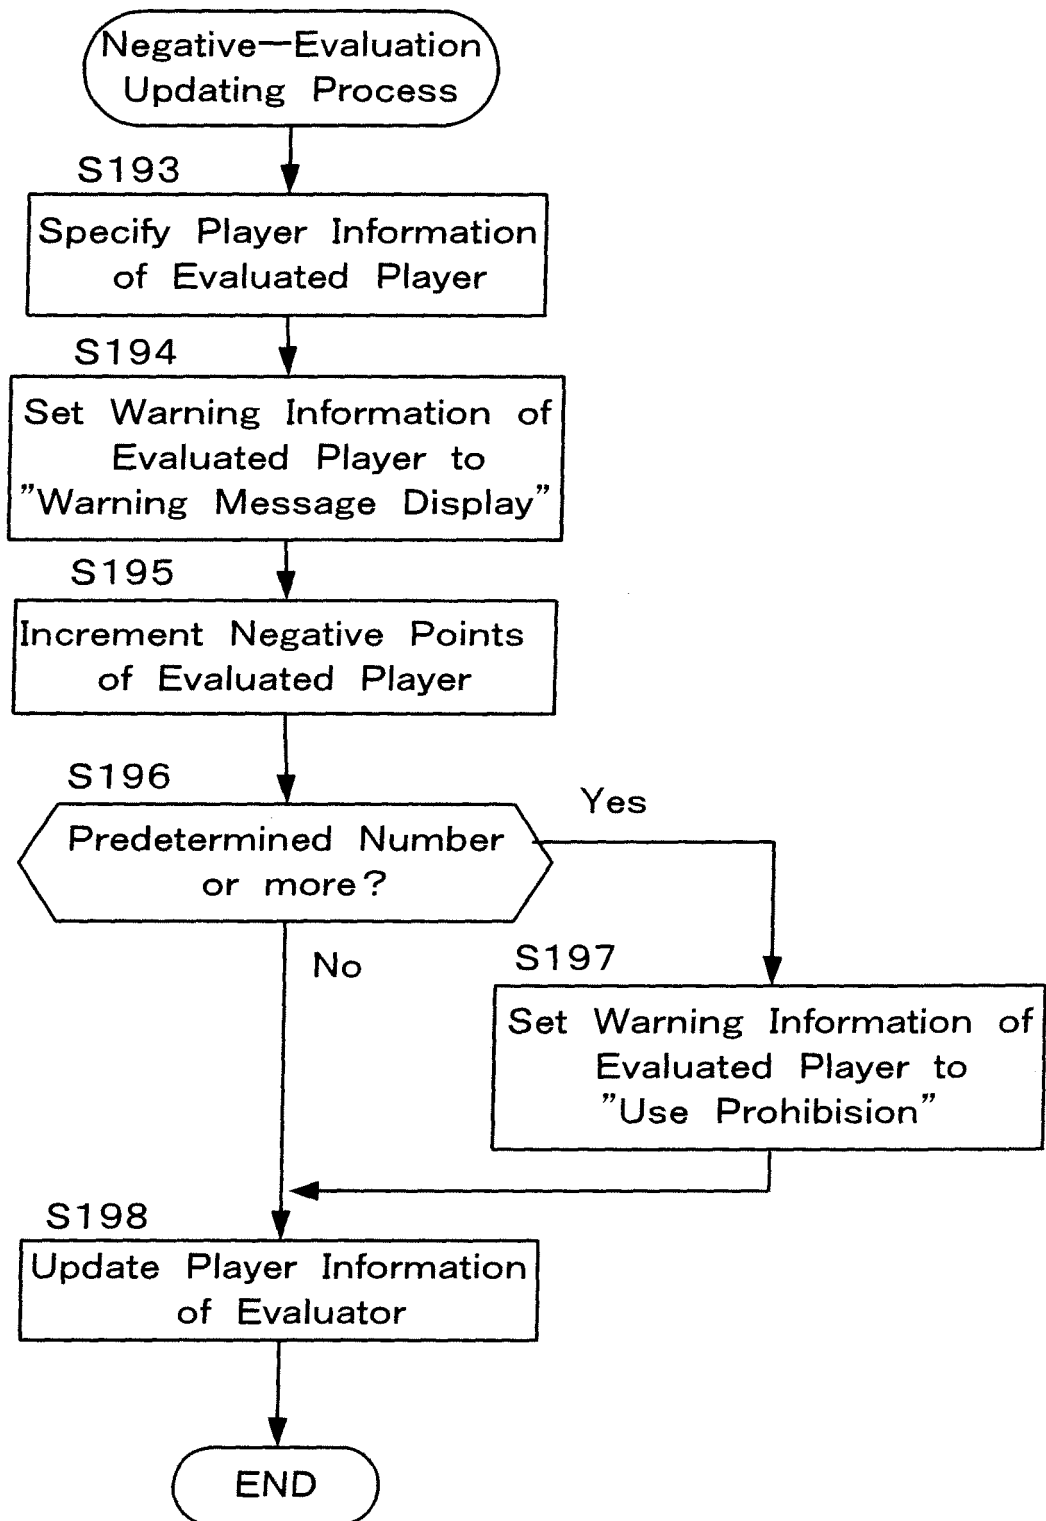 Negative—Evaluation
Updating Process
S193
Specify Player Information
of Evaluated Player
S194
Set Warning Information of
Evaluated Player to
"Warning Message Display"
S195
Increment Negative Points
of Evaluated Player
S196
Predetermined Number
or more?
Yes
No
S197
Set Warning Information of
Evaluated Player to
"Use Prohibision"
S198
Update Player Information
of Evaluator
END